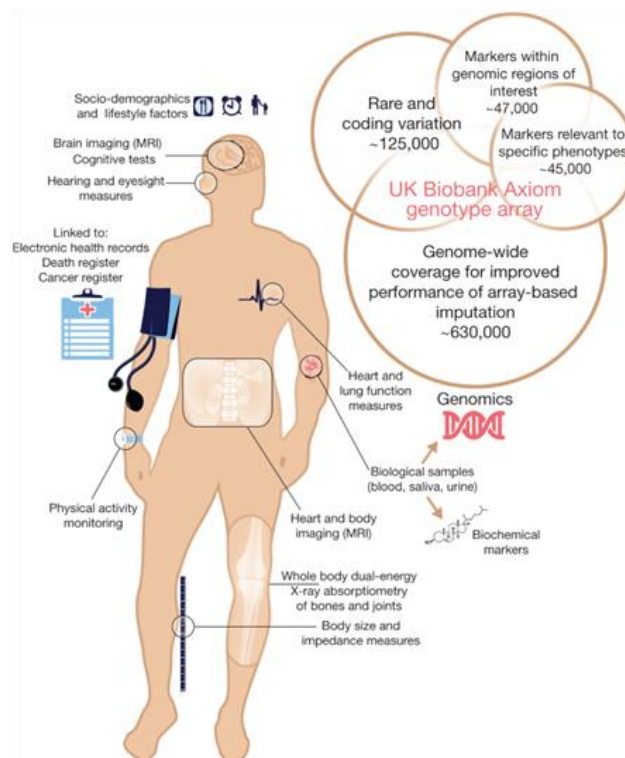 Socio-demographics
and lifestyle factors
Brain imaging (MRI)
Cognitive tests
Hearing and eyesight
measures
Linked to:
Electronic health records
Death register
Cancer register
Physical activity
monitoring
Heart and
lung function
measures
Biological samples
(blood, saliva, urine)
Heart and body
imaging (MRI)
Whole body dual-energy
X-ray absorptiometry
of bones and joints
Body size and
impedance measures
Rare and
coding variation
~125,000
Markers within
genomic regions of
interest
~47,000
Markers relevant to
specific phenotypes
~45,000
UK Biobank Axiom
genotype array
Genome-wide
coverage for improved
performance of array-based
imputation
~630,000
Genomics
Biochemical
markers